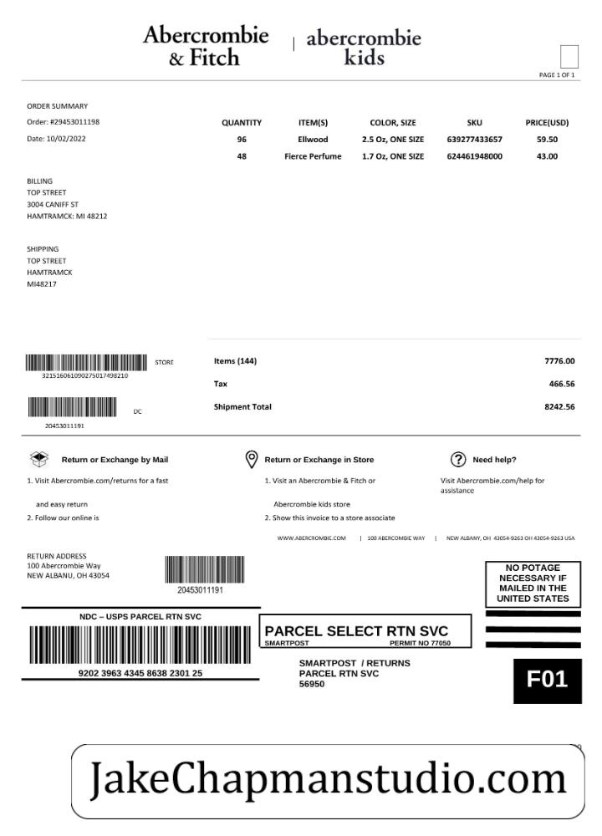 Abercrombie & Fitch | abercrombie kids
PAGE 1 OF 1
ORDER SUMMARY
Order: #29453011198
Date: 10/02/2022
QUANTITY ITEM(S) COLOR, SIZE SKU PRICE(USD)
96 Ellwood 2.5 Oz, ONE SIZE 639277433657 59.50
48 Fierce Perfume 1.7 Oz, ONE SIZE 624461948000 43.00
BILLING
TOP STREET
3004 CANIFF ST
HAMTRAMCK: MI 48212
SHIPPING
TOP STREET
HAMTRAMCK
MI48217
STORE
DC
20453011191
Items (144) 7776.00
Tax 466.56
Shipment Total 8242.56
Return or Exchange by Mail
1. Visit Abercrombie.com/returns for a fast
and easy return
2. Follow our online is
Return or Exchange in Store
1. Visit an Abercrombie & Fitch or
Abercrombie kids store
2. Show this invoice to a store associate
Need help?
Visit Abercrombie.com/help for
assistance
WWW.ABERCROMBIE.COM | 100 ABERCOMBIE WAY | NEW ALBANY, OH 43054-9263 OH 43054-9263 USA
RETURN ADDRESS
100 Abercrombie Way
NEW ALBANU, OH 43054
20453011191
NO POTAGE
NECESSARY IF
MAILED IN THE
UNITED STATES
NDC – USPS PARCEL RTN SVC
9202 3963 4345 8638 2301 25
PARCEL SELECT RTN SVC
SMARTPOST PERMIT NO 77050
SMARTPOST / RETURNS
PARCEL RTN SVC
56950
F01
JakeChapmanstudio.com